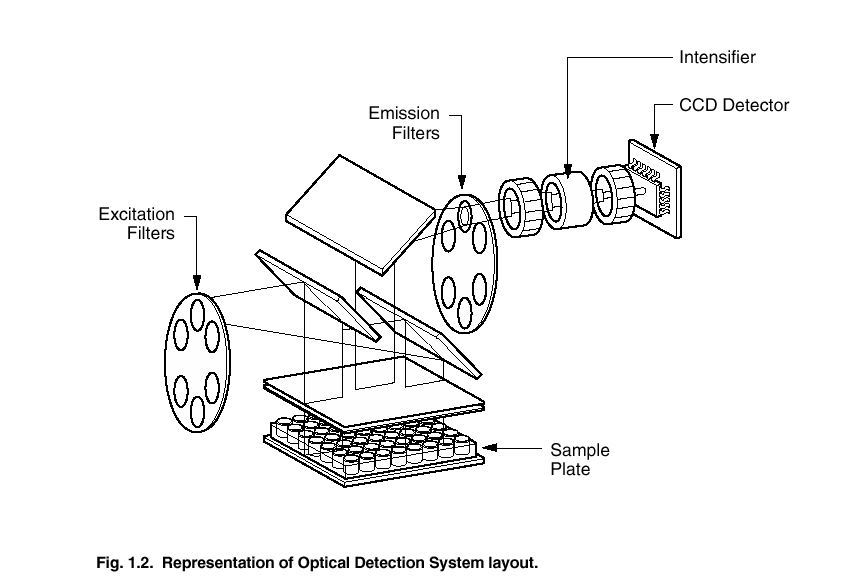 Intensifier
CCD Detector
Emission
Filters
Excitation
Filters
Sample
Plate
Fig. 1.2. Representation of Optical Detection System layout.